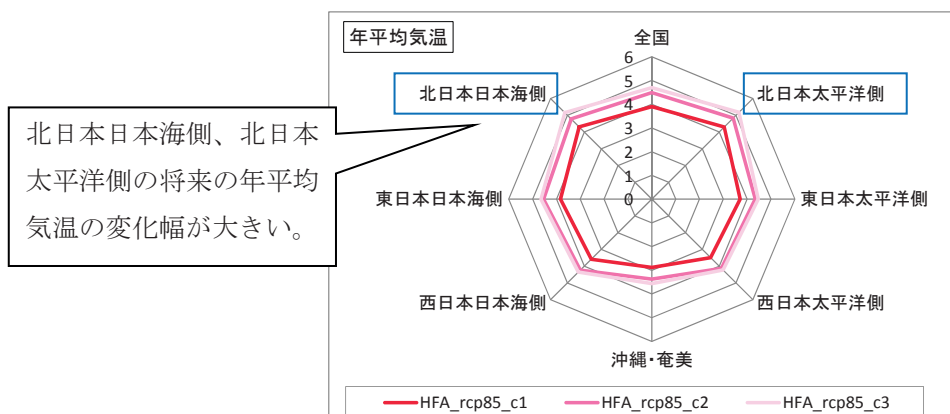 年平均気温
全国
6
5
4
3
2
1
0
北日本日本海側
北日本太平洋側
東日本日本海側
東日本太平洋側
西日本日本海側
西日本太平洋側
沖縄・奄美
北日本日本海側、北日本
太平洋側の将来の年平均
気温の変化幅が大きい。
HFA_rcp85_c1
HFA_rcp85_c2
HFA_rcp85_c3